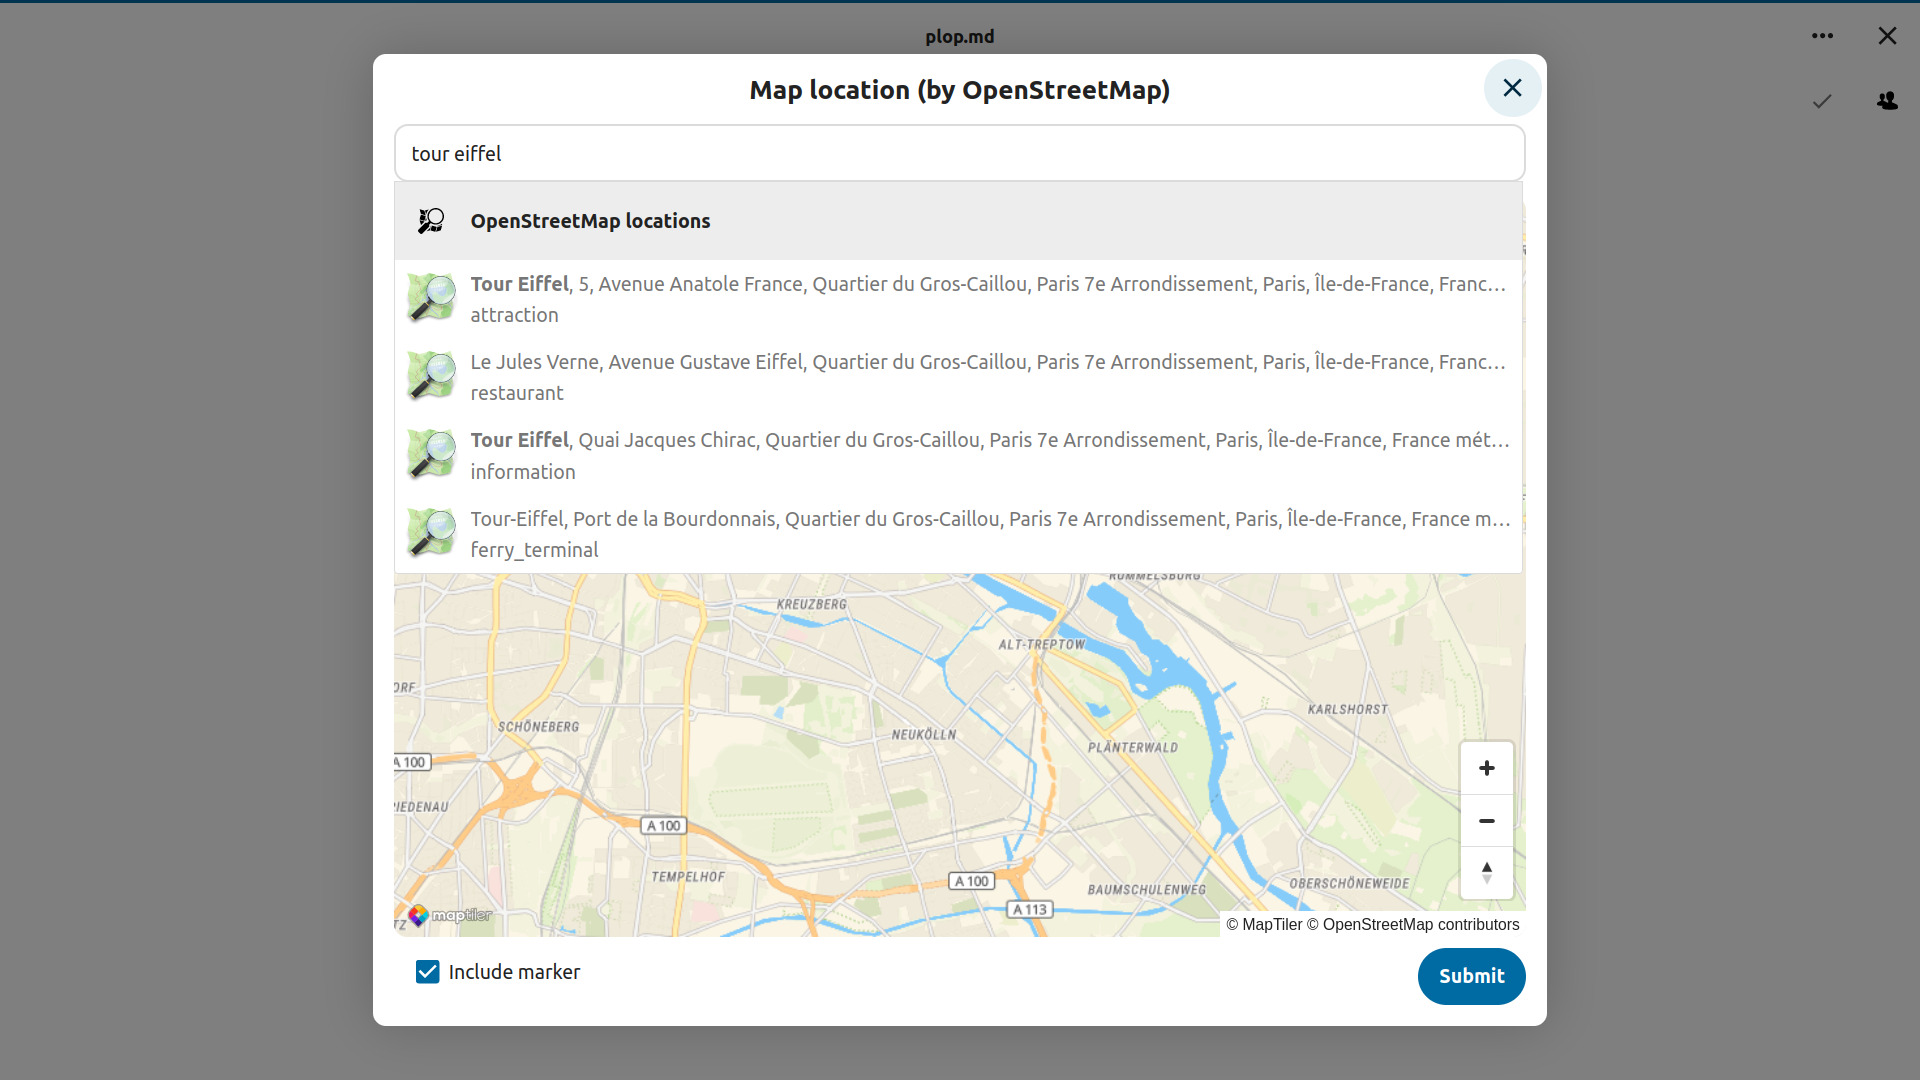 plop.md
Map location (by OpenStreetMap)
tour eiffel
OpenStreetMap locations
Tour Eiffel, 5, Avenue Anatole France, Quartier du Gros-Caillou, Paris 7e Arrondissement, Paris, Île-de-France, Franc…
attraction
Le Jules Verne, Avenue Gustave Eiffel, Quartier du Gros-Caillou, Paris 7e Arrondissement, Paris, Île-de-France, Franc…
restaurant
Tour Eiffel, Quai Jacques Chirac, Quartier du Gros-Caillou, Paris 7e Arrondissement, Paris, Île-de-France, France mét…
information
Tour-Eiffel, Port de la Bourdonnais, Quartier du Gros-Caillou, Paris 7e Arrondissement, Paris, Île-de-France, France m…
ferry_terminal
RUMMELSBURG
KREUZBERG
ALT-TREPTOW
ORF
KARLSHORST
SCHÖNEBERG
NEUKÖLLN
PLÄNTERWALD
A 100
RIEDENAU
A 100
TEMPELHOF
A 100
BAUMSCHULENWEG
OBERSCHÖNEWEIDE
A 113
TZ
maptiler
© MapTiler © OpenStreetMap contributors
Include marker
Submit